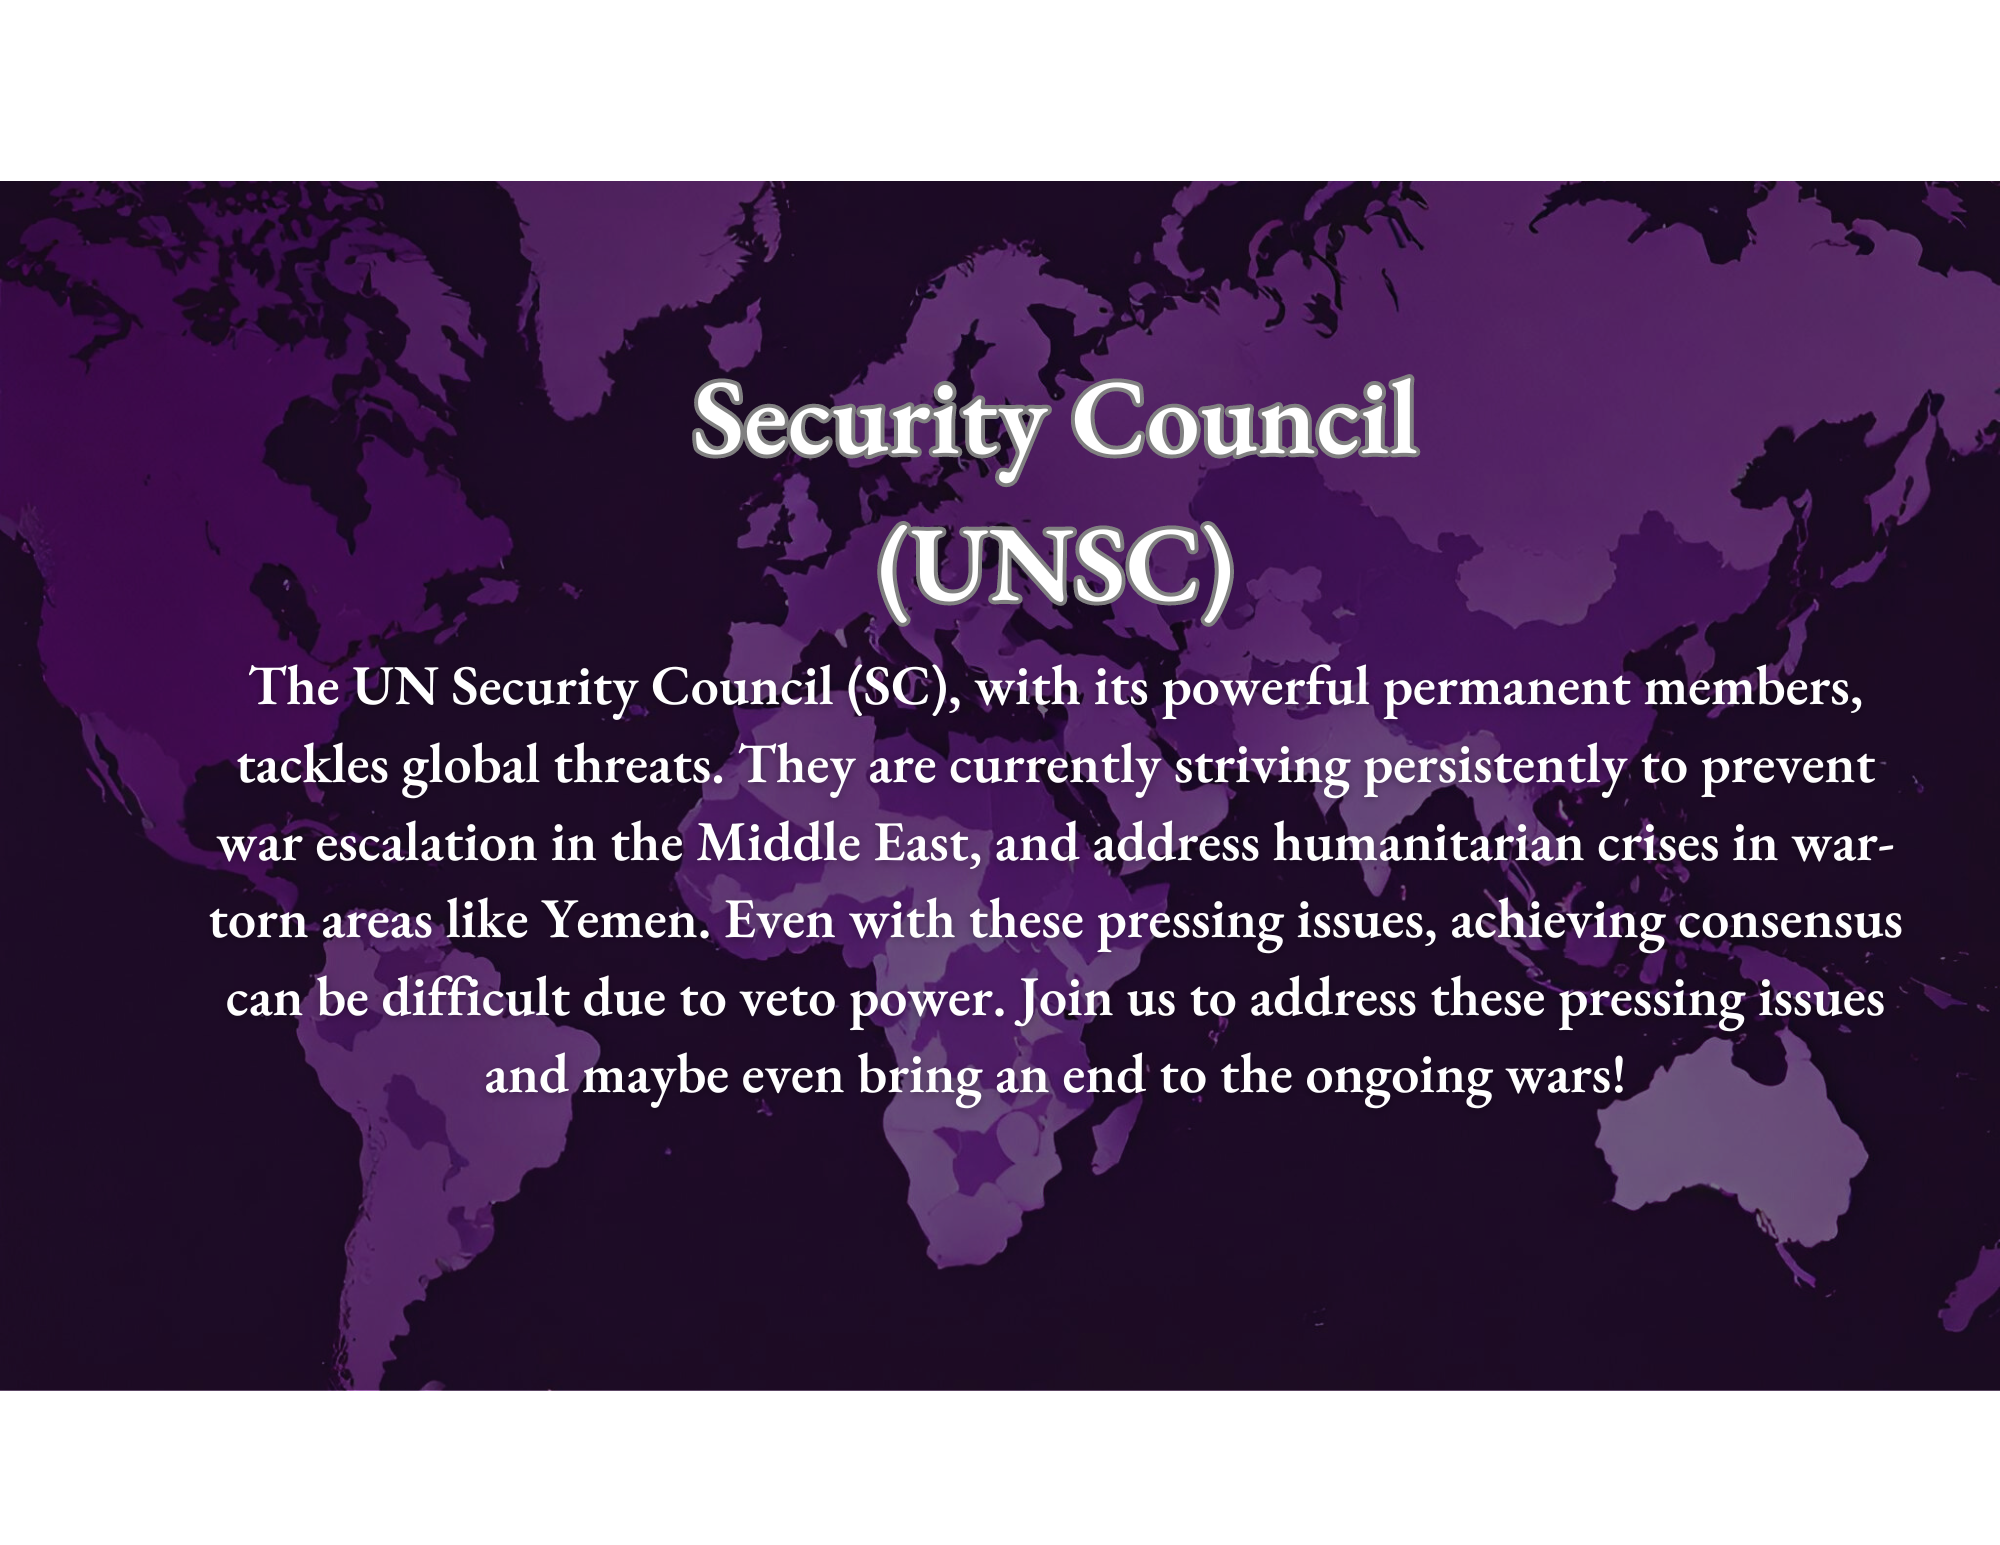 Security Council
(UNSC)
The UN Security Council (SC), with its powerful permanent members,
tackles global threats. They are currently striving persistently to prevent
war escalation in the Middle East, and address humanitarian crises in war-
torn areas like Yemen. Even with these pressing issues, achieving consensus
can be difficult due to veto power. Join us to address these pressing issues
and maybe even bring an end to the ongoing wars!